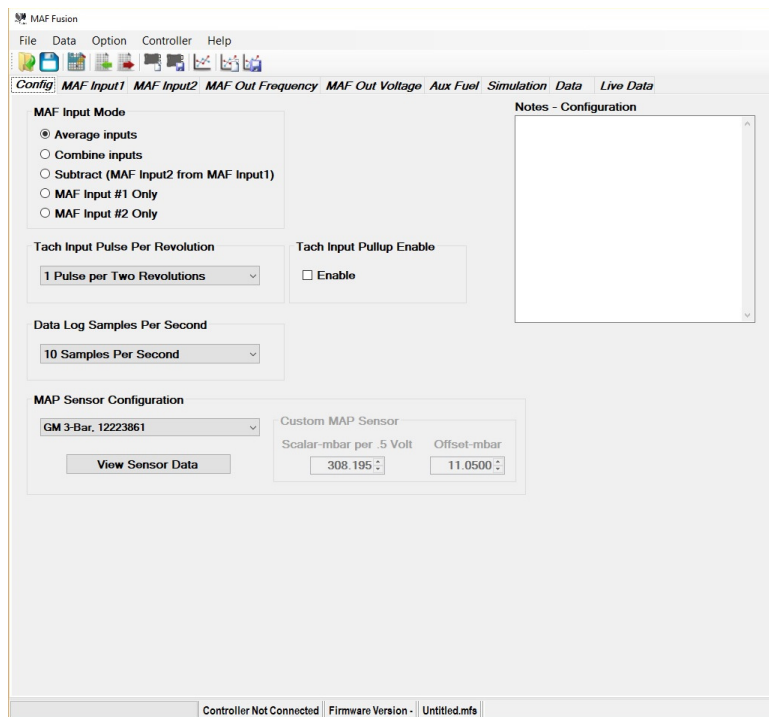 MAF Fusion
File Data Option Controller Help
Config MAF Input1 MAF Input2 MAF Out Frequency MAF Out Voltage Aux Fuel Simulation Data Live Data
MAF Input Mode
Average inputs
Combine inputs
Subtract (MAF Input2 from MAF Input1)
MAF Input #1 Only
MAF Input #2 Only
Notes - Configuration
Tach Input Pulse Per Revolution
1 Pulse per Two Revolutions
Tach Input Pullup Enable
Enable
Data Log Samples Per Second
10 Samples Per Second
MAP Sensor Configuration
GM 3-Bar, 12223861
View Sensor Data
Custom MAP Sensor
Scalar-mbar per .5 Volt Offset-mbar
308.195 11.0500
Controller Not Connected Firmware Version - Untitled.mfs